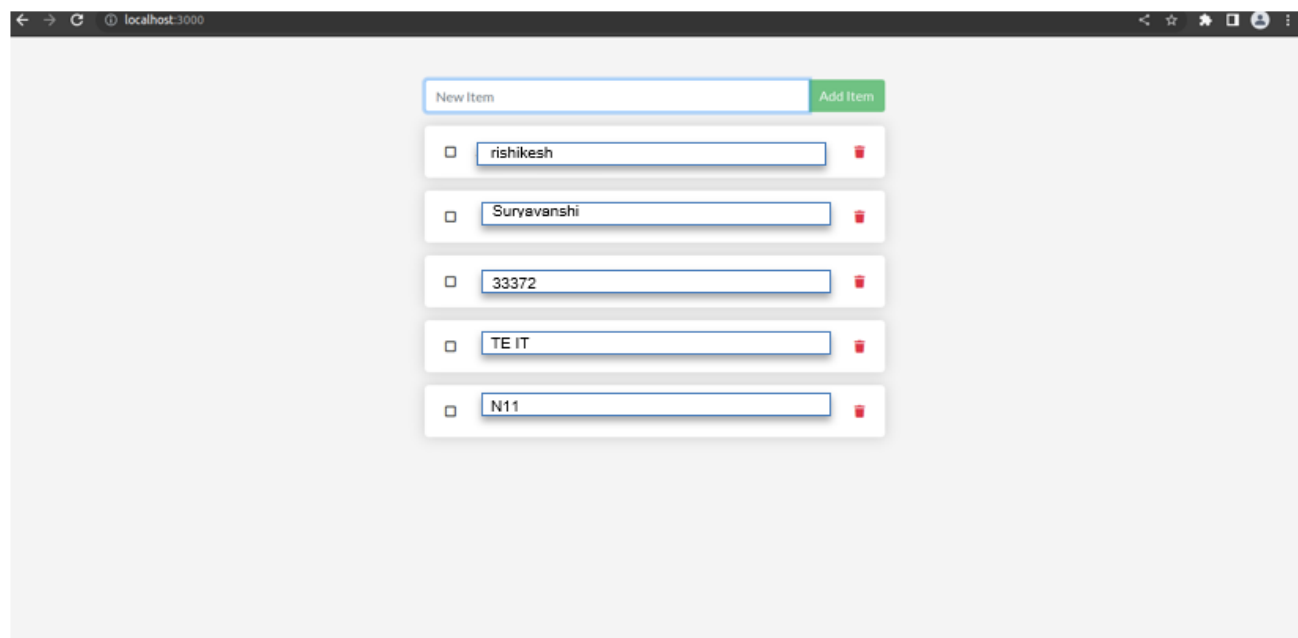 localhost:3000
New Item Add Item
rishikesh
Suryavanshi
33372
TE IT
N11